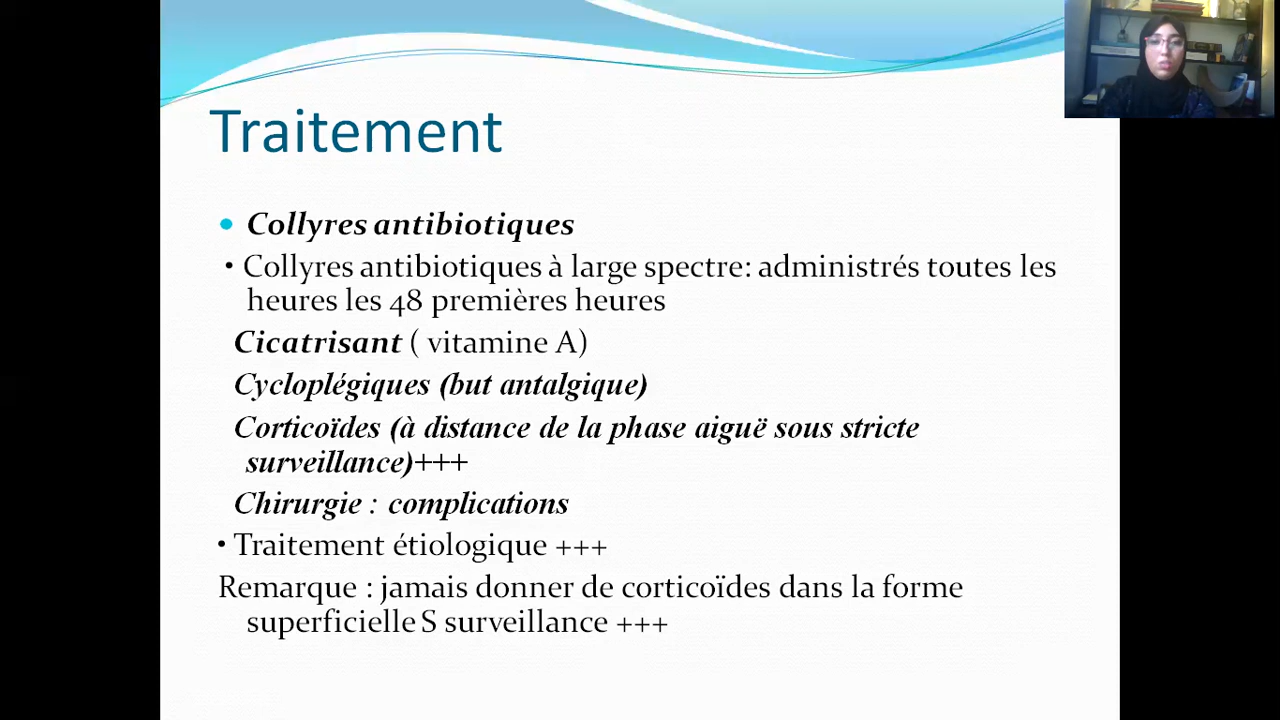 Traitement
Collyres antibiotiques
• Collyres antibiotiques à large spectre: administrés toutes les
heures les 48 premières heures
Cicatrisant ( vitamine A)
Cycloplégiques (but antalgique)
Corticoïdes (à distance de la phase aiguë sous stricte
surveillance)+++
Chirurgie : complications
• Traitement étiologique +++
Remarque : jamais donner de corticoïdes dans la forme
superficielle S surveillance +++